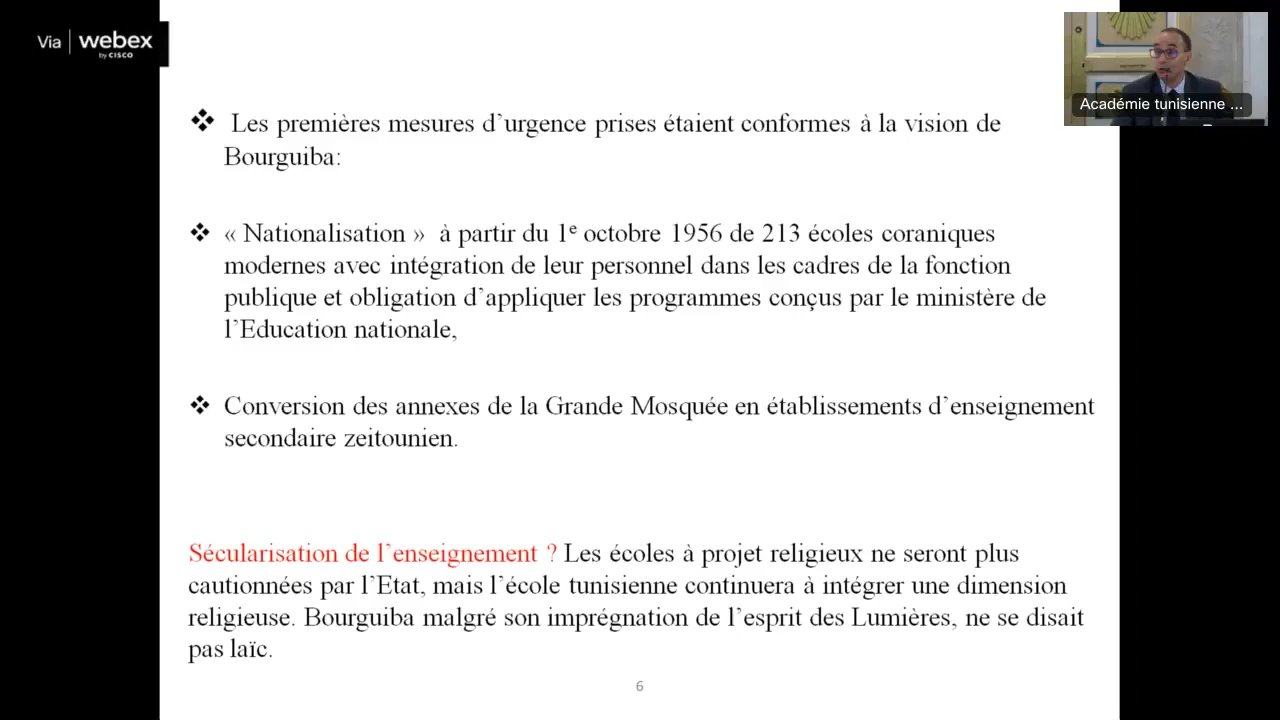 Via | webex
by CISCO
Académie tunisienne ...
❖ Les premières mesures d’urgence prises étaient conformes à la vision de
Bourguiba:
❖ « Nationalisation » à partir du 1e octobre 1956 de 213 écoles coraniques
modernes avec intégration de leur personnel dans les cadres de la fonction
publique et obligation d’appliquer les programmes conçus par le ministère de
l’Education nationale,
❖ Conversion des annexes de la Grande Mosquée en établissements d’enseignement
secondaire zeitounien.
Sécularisation de l’enseignement ? Les écoles à projet religieux ne seront plus
cautionnées par l’Etat, mais l’école tunisienne continuera à intégrer une dimension
religieuse. Bourguiba malgré son imprégnation de l’esprit des Lumières, ne se disait
pas laïc.
6